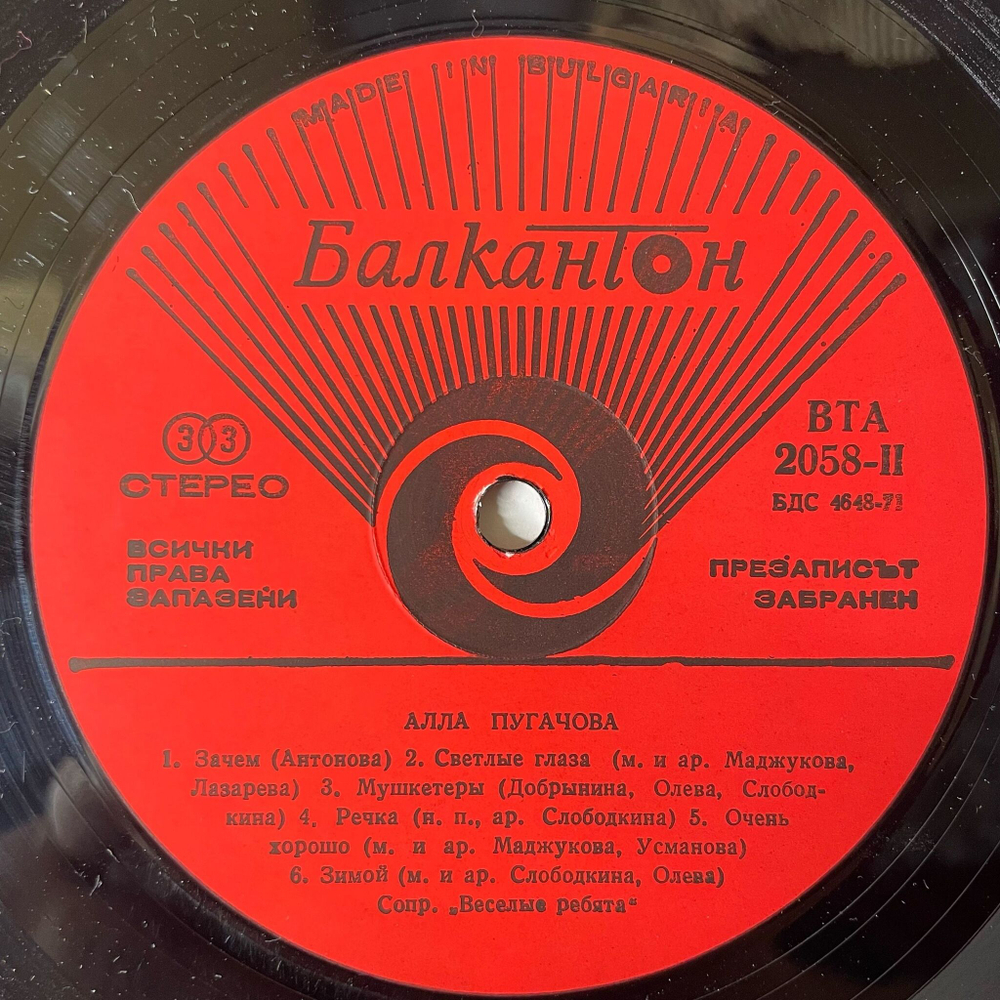 MADE IN BULGARIA
Балкантон
33
СТЕРЕО
ВСИЧКИ
ПРАВА
ЗАПАЗЕНИ
ВТА
2058-II
БДС 4648-71
ПРЕЗАПИСЪТ
ЗАБРАНЕН
АЛЛА ПУГАЧОВА
1. Зачем (Антонова) 2. Светлые глаза (м. и ар. Маджукова,
Лазарева) 3. Мушкетеры (Добрынина, Олева, Слобод-
кина) 4. Речка (н. п., ар. Слободкина) 5. Очень
хорошо (м. и ар. Маджукова, Усманова)
6. Зимой (м. и ар. Слободкина, Олева)
Сопр. „Веселые ребята“